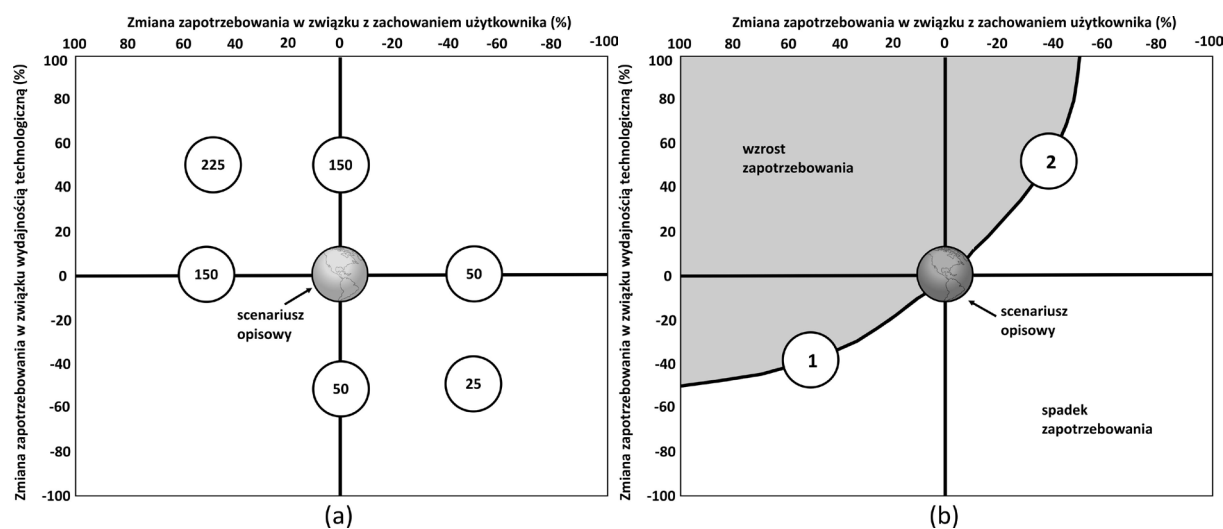 Zmiana zapotrzebowania w związku z zachowaniem użytkownika (%)
100 80 60 40 20 0 -20 -40 -60 -80 -100
Zmiana zapotrzebowania w związku wydajnością technologiczną (%)
100
80
60
40
20
0
-20
-40
-60
-80
-100
225
150
150
50
scenariusz
opisowy
50
25
(a)
Zmiana zapotrzebowania w związku z zachowaniem użytkownika (%)
100 80 60 40 20 0 -20 -40 -60 -80 -100
Zmiana zapotrzebowania w związku wydajnością technologiczną (%)
100
80
60
40
20
0
-20
-40
-60
-80
-100
wzrost
zapotrzebowania
2
scenariusz
opisowy
1
spadek
zapotrzebowania
(b)